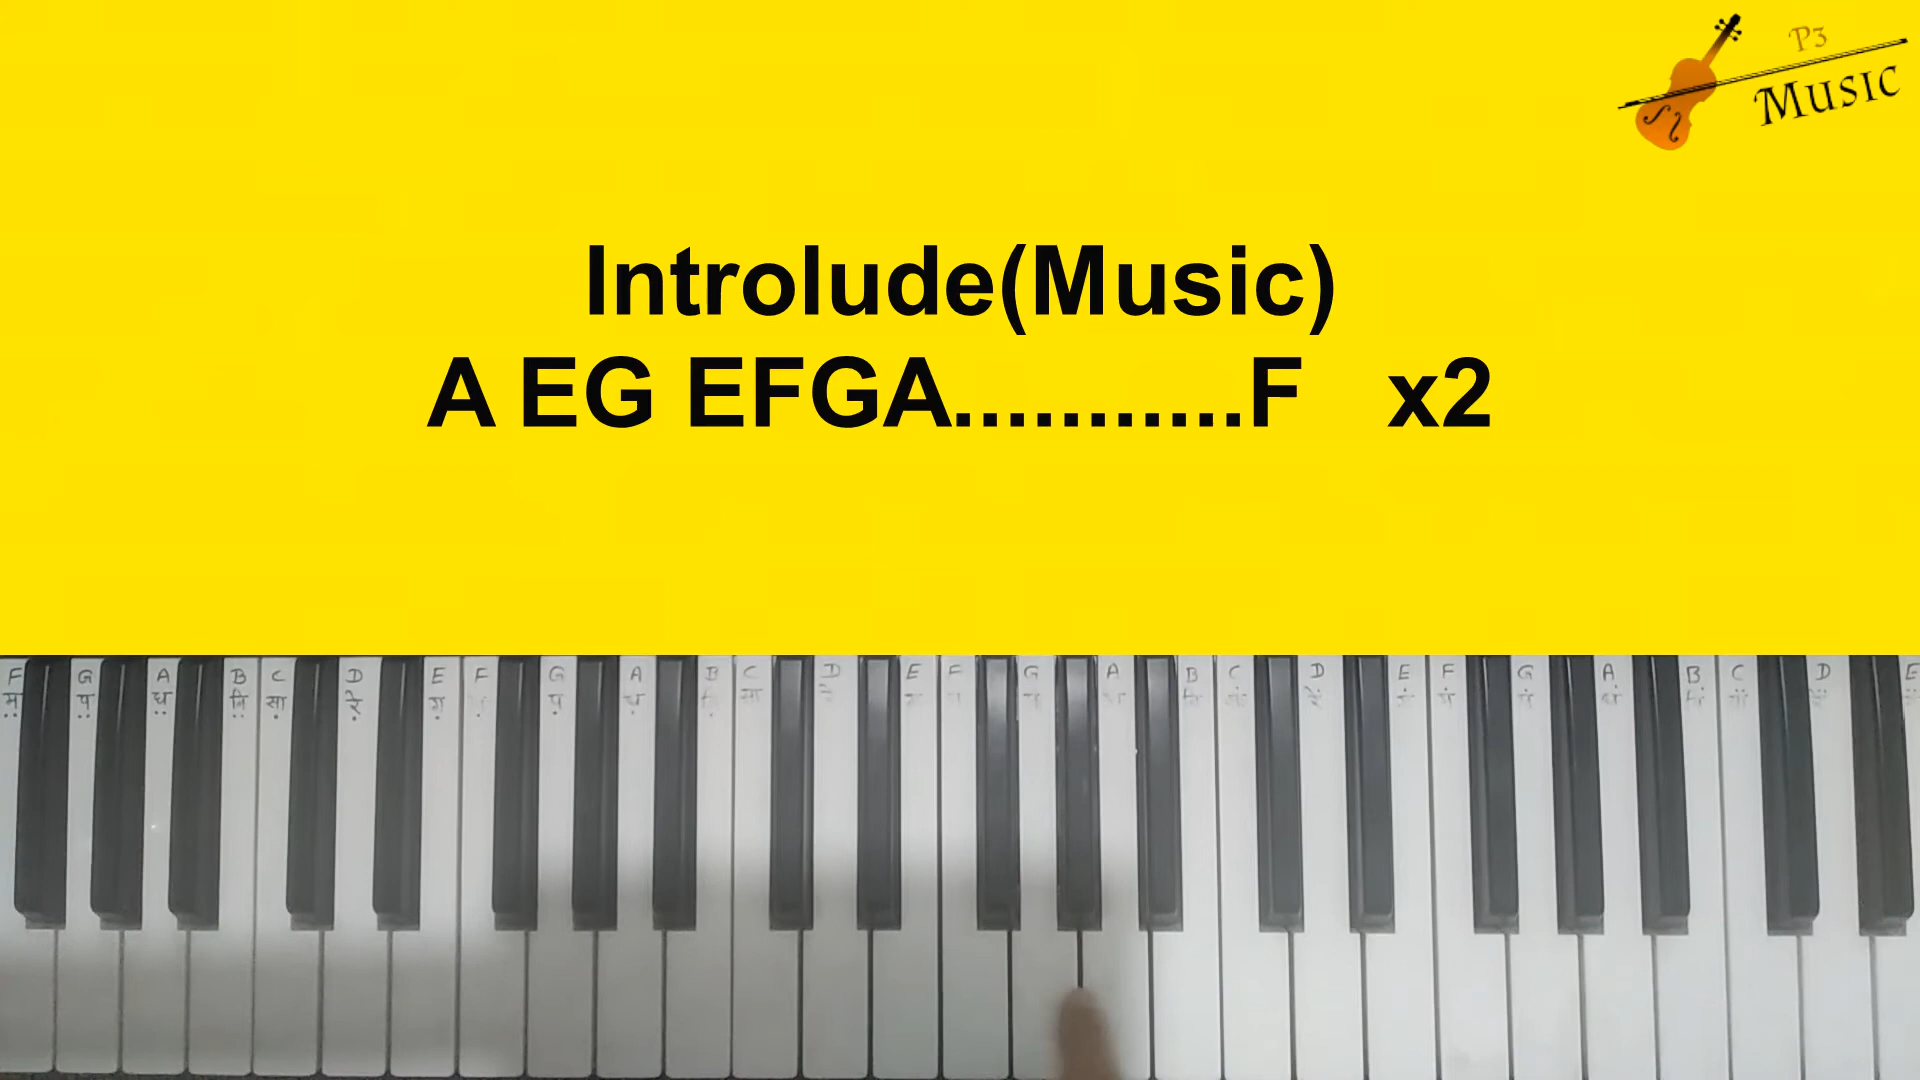 P3
Music
Introlude(Music)
A EG EFGA...........F x2
F G A B C D E F G A B C D E F G A B C D E F G A B C D E
म़़ प़़ ध़़ नि़़ सा़ रे़ ग़